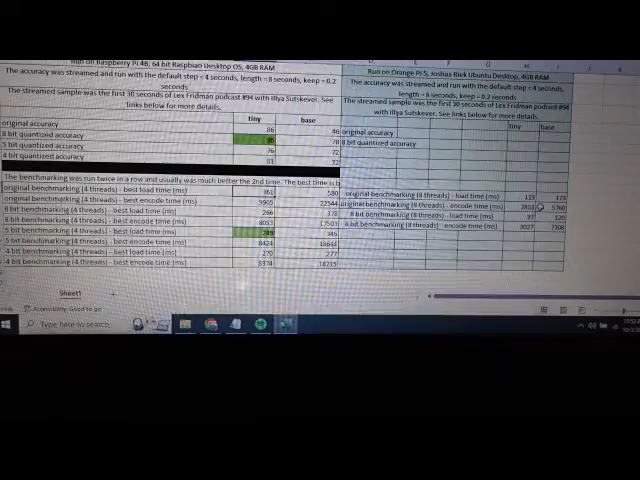 Run on Raspberry Pi 4B, 64 bit Raspbian Desktop OS, 4GB RAM
The accuracy was streamed and run with the default step = 4 seconds, length = 8 seconds, keep = 0.2
seconds
The streamed sample was the first 30 seconds of Lex Fridman podcast #94 with Illya Sutskever. See
links below for more details.
tiny base
original accuracy 86 46
8 bit quantized accuracy 86 78
5 bit quantized accuracy 76 72
4 bit quantized accuracy 81 72
The benchmarking was run twice in a row and usually was much better the 2nd time. The best time is
original benchmarking (4 threads) - best load time (ms) 361 580
original benchmarking (4 threads) - best encode time (ms) 9905 22544
8 bit benchmarking (4 threads) - best load time (ms) 266 378
8 bit benchmarking (4 threads) - best encode time (ms) 8053 17503
5 bit benchmarking (4 threads) - best load time (ms) 249 345
5 bit benchmarking (4 threads) - best encode time (ms) 8424
4 bit benchmarking (4 threads) - best load time (ms) 270 277
4 bit benchmarking (4 threads) - best encode time (ms) 8374
G H I J K
Run on Orange Pi 5, Joshua Riek Ubuntu Desktop, 4GB RAM
The accuracy was streamed and run with the default step = 4 seconds,
length = 8 seconds, keep = 0.2 seconds
The streamed sample was the first 30 seconds of Lex Fridman podcast #94
with Illya Sutskever. See links below for more details.
tiny base
original accuracy
8 bit quantized accuracy
original benchmarking (8 threads) - load time (ms) 119 173
original benchmarking (8 threads) - encode time (ms) 5760
8 bit benchmarking (8 threads) - load time (ms) 97 120
8 bit benchmarking (8 threads) - encode time (ms) 3027 7108
Sheet1 +
Accessibility: Good to go
Type here to search